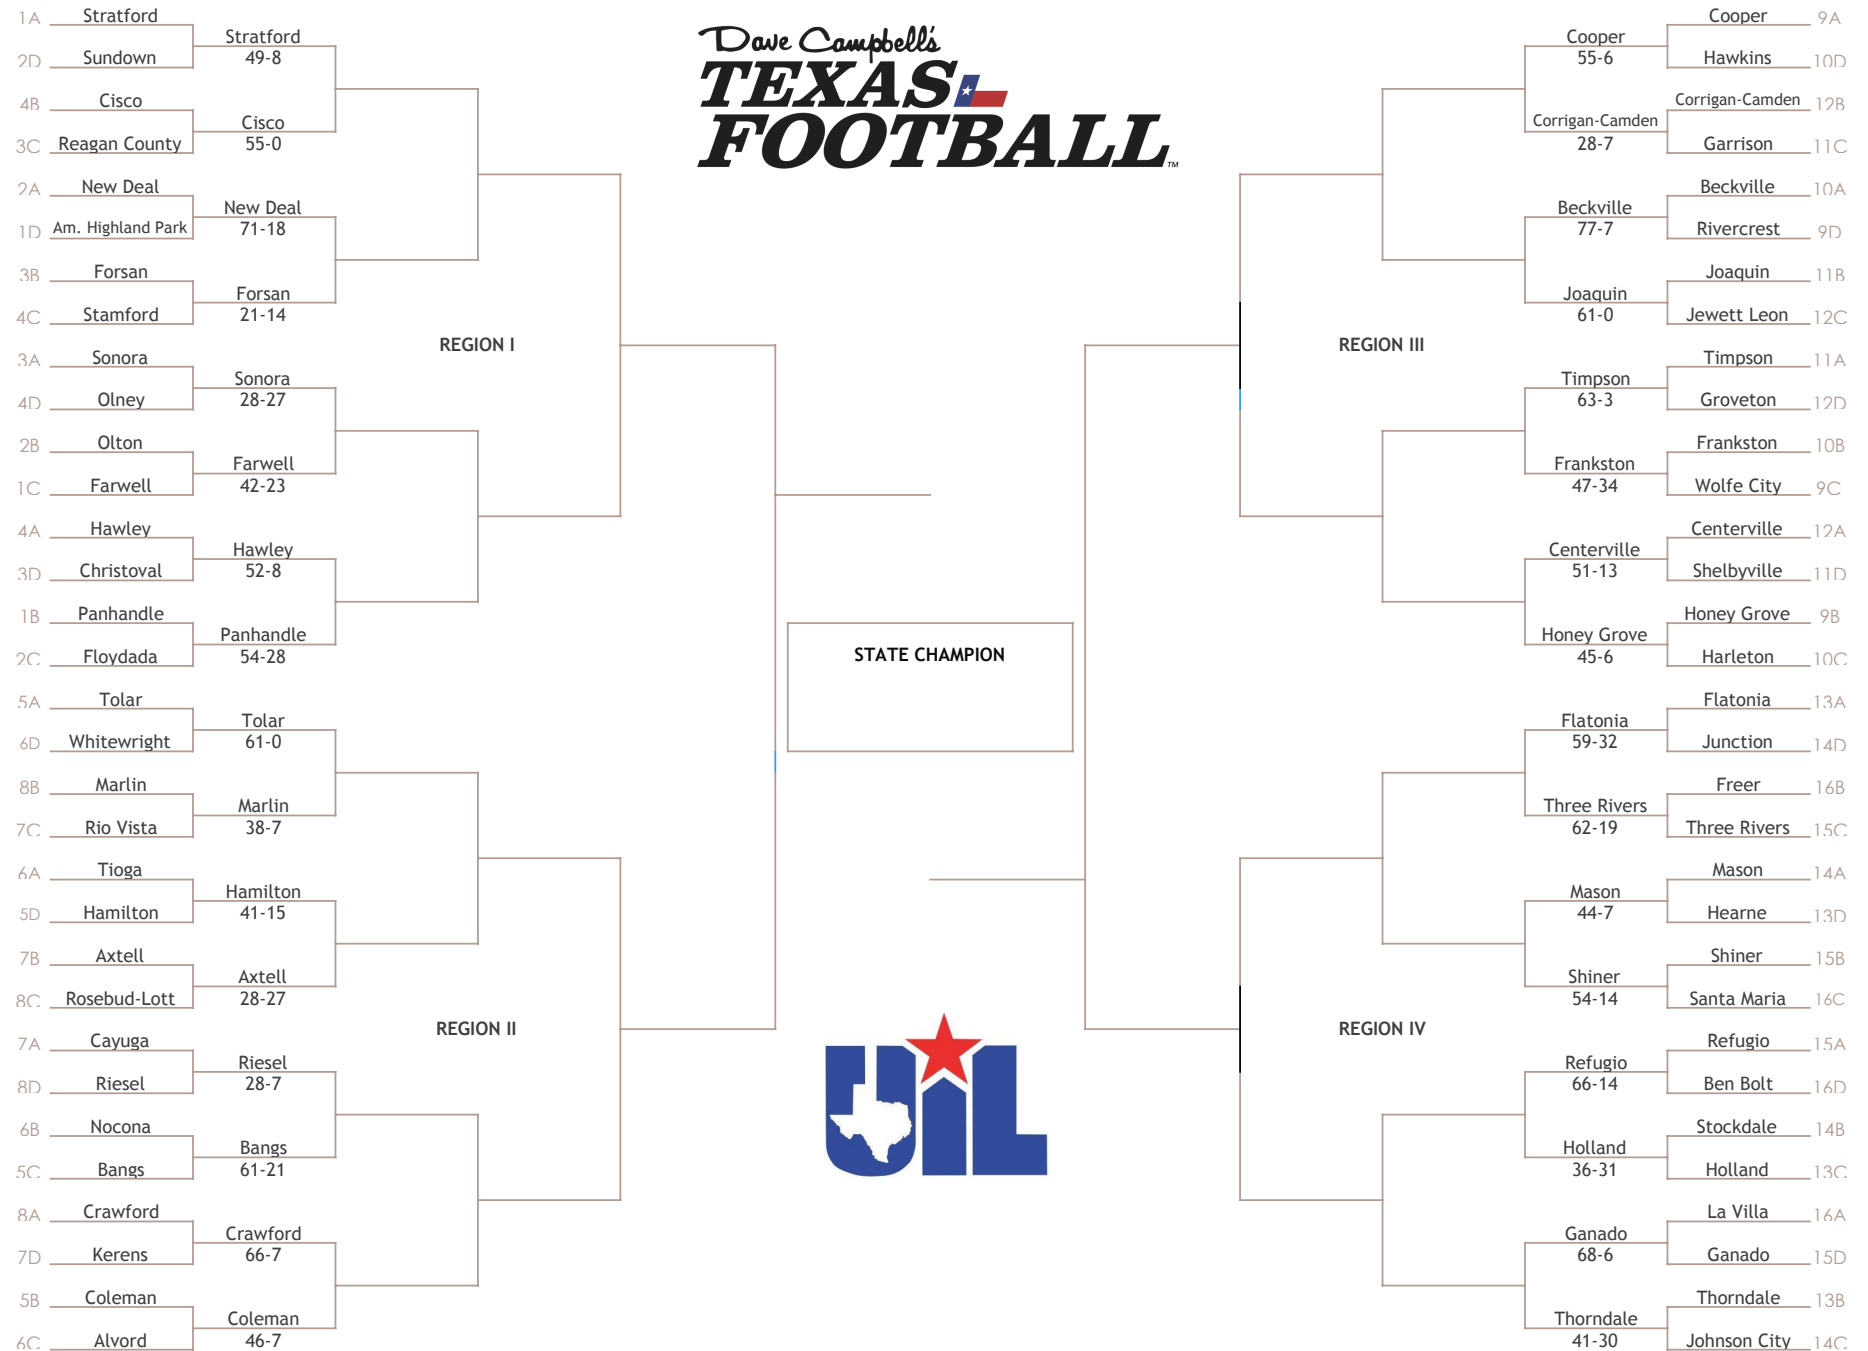 Dave Campbell's
TEXAS
FOOTBALL
TM
1A Stratford
2D Sundown
Stratford
49-8
4B Cisco
3C Reagan County
Cisco
55-0
2A New Deal
1D Am. Highland Park
New Deal
71-18
3B Forsan
4C Stamford
Forsan
21-14
REGION I
3A Sonora
4D Olney
Sonora
28-27
2B Olton
1C Farwell
Farwell
42-23
4A Hawley
3D Christoval
Hawley
52-8
1B Panhandle
2C Floydada
Panhandle
54-28
5A Tolar
6D Whitewright
Tolar
61-0
8B Marlin
7C Rio Vista
Marlin
38-7
6A Tioga
5D Hamilton
Hamilton
41-15
7B Axtell
8C Rosebud-Lott
Axtell
28-27
REGION II
7A Cayuga
8D Riesel
Riesel
28-7
6B Nocona
5C Bangs
Bangs
61-21
8A Crawford
7D Kerens
Crawford
66-7
5B Coleman
6C Alvord
Coleman
46-7
STATE CHAMPION
UIL
Cooper 9A
Hawkins 10D
Cooper
55-6
Corrigan-Camden 12B
Garrison 11C
Corrigan-Camden
28-7
Beckville 10A
Rivercrest 9D
Beckville
77-7
Joaquin 11B
Jewett Leon 12C
Joaquin
61-0
REGION III
Timpson 11A
Groveton 12D
Timpson
63-3
Frankston 10B
Wolfe City 9C
Frankston
47-34
Centerville 12A
Shelbyville 11D
Centerville
51-13
Honey Grove 9B
Harleton 10C
Honey Grove
45-6
Flatonia 13A
Junction 14D
Flatonia
59-32
Freer 16B
Three Rivers 15C
Three Rivers
62-19
Mason 14A
Hearne 13D
Mason
44-7
Shiner 15B
Santa Maria 16C
Shiner
54-14
REGION IV
Refugio 15A
Ben Bolt 16D
Refugio
66-14
Stockdale 14B
Holland 13C
Holland
36-31
La Villa 16A
Ganado 15D
Ganado
68-6
Thorndale 13B
Johnson City 14C
Thorndale
41-30